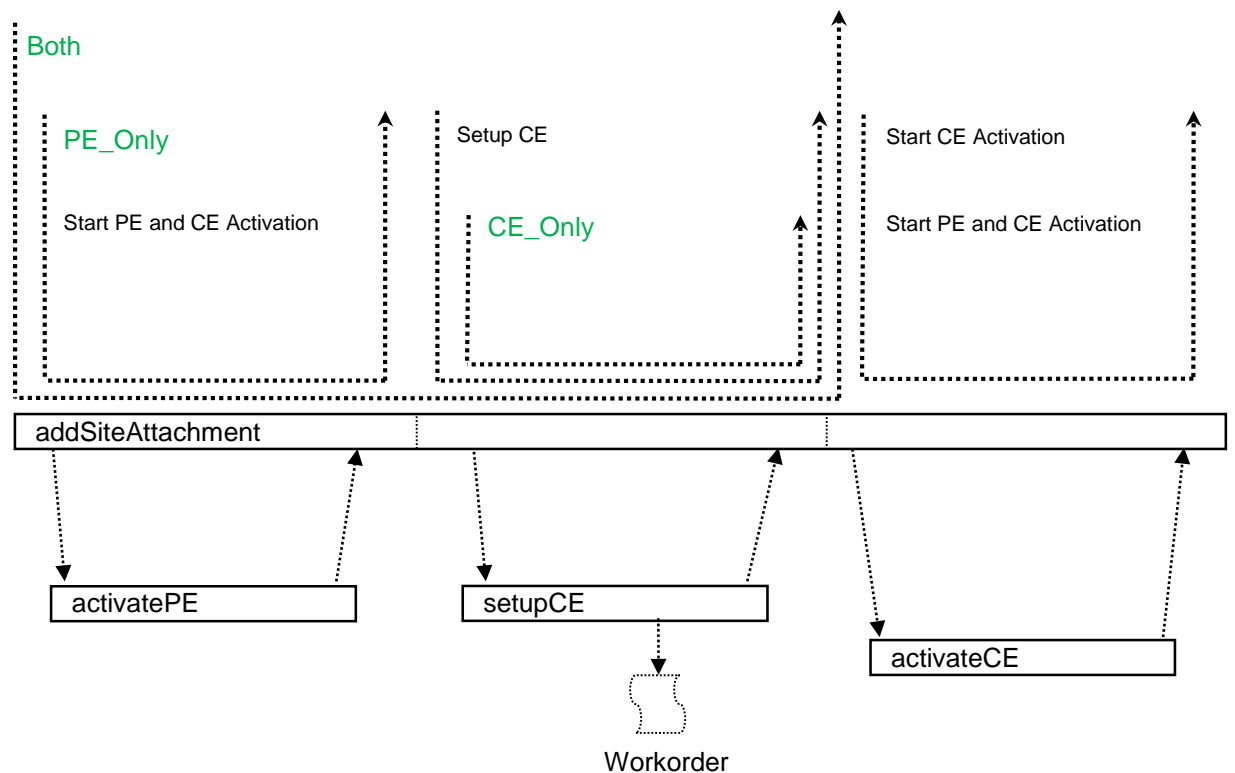 Both
PE_Only
Setup CE
Start CE Activation
Start PE and CE Activation
CE_Only
Start PE and CE Activation
addSiteAttachment
activatePE
setupCE
activateCE
Workorder